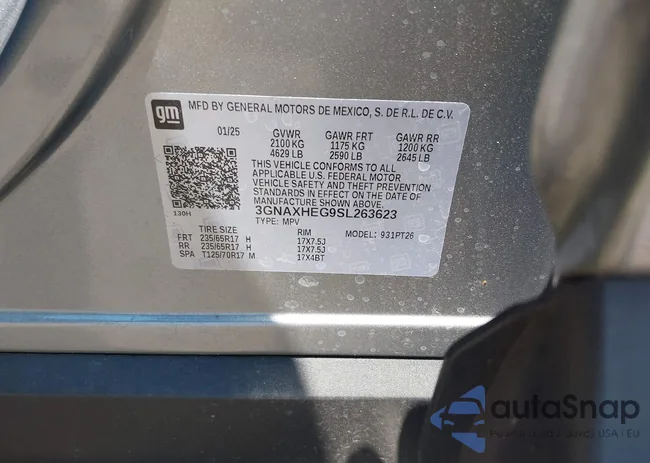 gm
MFD BY GENERAL MOTORS DE MEXICO, S. DE R.L. DE C.V.
01/25 GVWR GAWR FRT GAWR RR
2100 KG 1175 KG 1200 KG
4629 LB 2590 LB 2645 LB
THIS VEHICLE CONFORMS TO ALL
APPLICABLE U.S. FEDERAL MOTOR
VEHICLE SAFETY AND THEFT PREVENTION
STANDARDS IN EFFECT ON THE DATE OF
MANUFACTURE SHOWN ABOVE.
130H
3GNAXHEG9SL263623
TYPE: MPV MODEL: 931PT26
TIRE SIZE RIM
FRT 235/65R17 H 17X7.5J
RR 235/65R17 H 17X7.5J
SPA T125/70R17 M 17X4BT
autaSnap
USA - EU